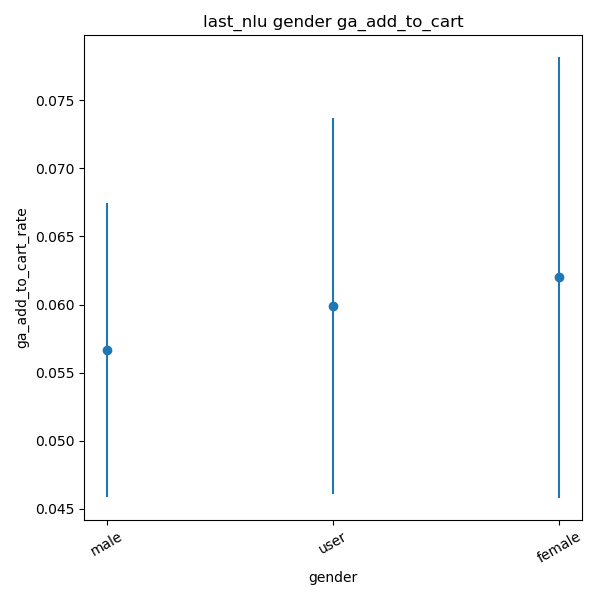 last_nlu gender ga_add_to_cart
ga_add_to_cart_rate
0.075
0.070
0.065
0.060
0.055
0.050
0.045
male
user
female
gender